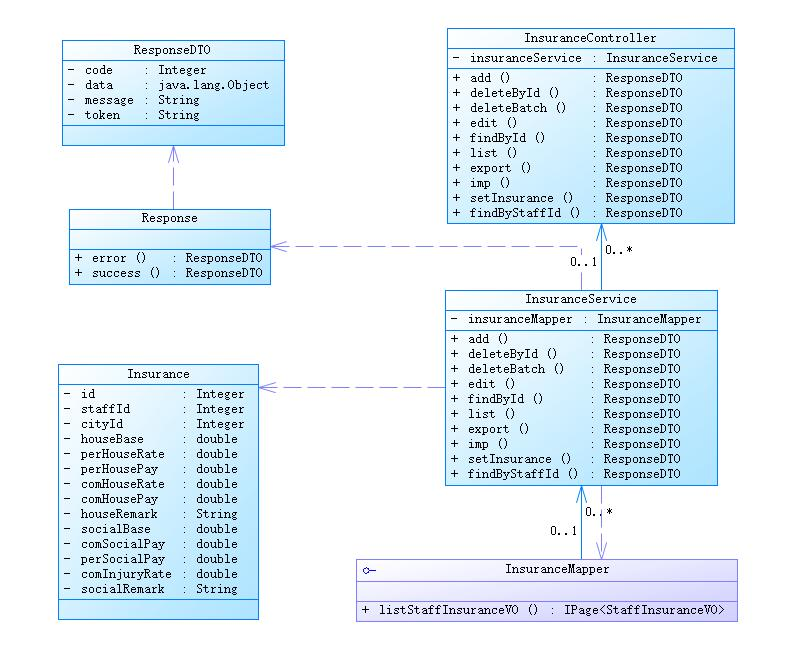 ResponseDTO
- code : Integer
- data : java.lang.Object
- message : String
- token : String
InsuranceController
- insuranceService : InsuranceService
+ add () : ResponseDTO
+ deleteById () : ResponseDTO
+ deleteBatch () : ResponseDTO
+ edit () : ResponseDTO
+ findById () : ResponseDTO
+ list () : ResponseDTO
+ export () : ResponseDTO
+ imp () : ResponseDTO
+ setInsurance () : ResponseDTO
+ findByStaffId () : ResponseDTO
Response
+ error () : ResponseDTO
+ success () : ResponseDTO
0..*
0..1
InsuranceService
- insuranceMapper : InsuranceMapper
+ add () : ResponseDTO
+ deleteById () : ResponseDTO
+ deleteBatch () : ResponseDTO
+ edit () : ResponseDTO
+ findById () : ResponseDTO
+ list () : ResponseDTO
+ export () : ResponseDTO
+ imp () : ResponseDTO
+ setInsurance () : ResponseDTO
+ findByStaffId () : ResponseDTO
Insurance
- id : Integer
- staffId : Integer
- cityId : Integer
- houseBase : double
- perHouseRate : double
- perHousePay : double
- comHouseRate : double
- comHousePay : double
- houseRemark : String
- socialBase : double
- comSocialPay : double
- perSocialPay : double
- comInjuryRate : double
- socialRemark : String
0..*
0..1
InsuranceMapper
+ listStaffInsuranceVO () : IPage<StaffInsuranceVO>